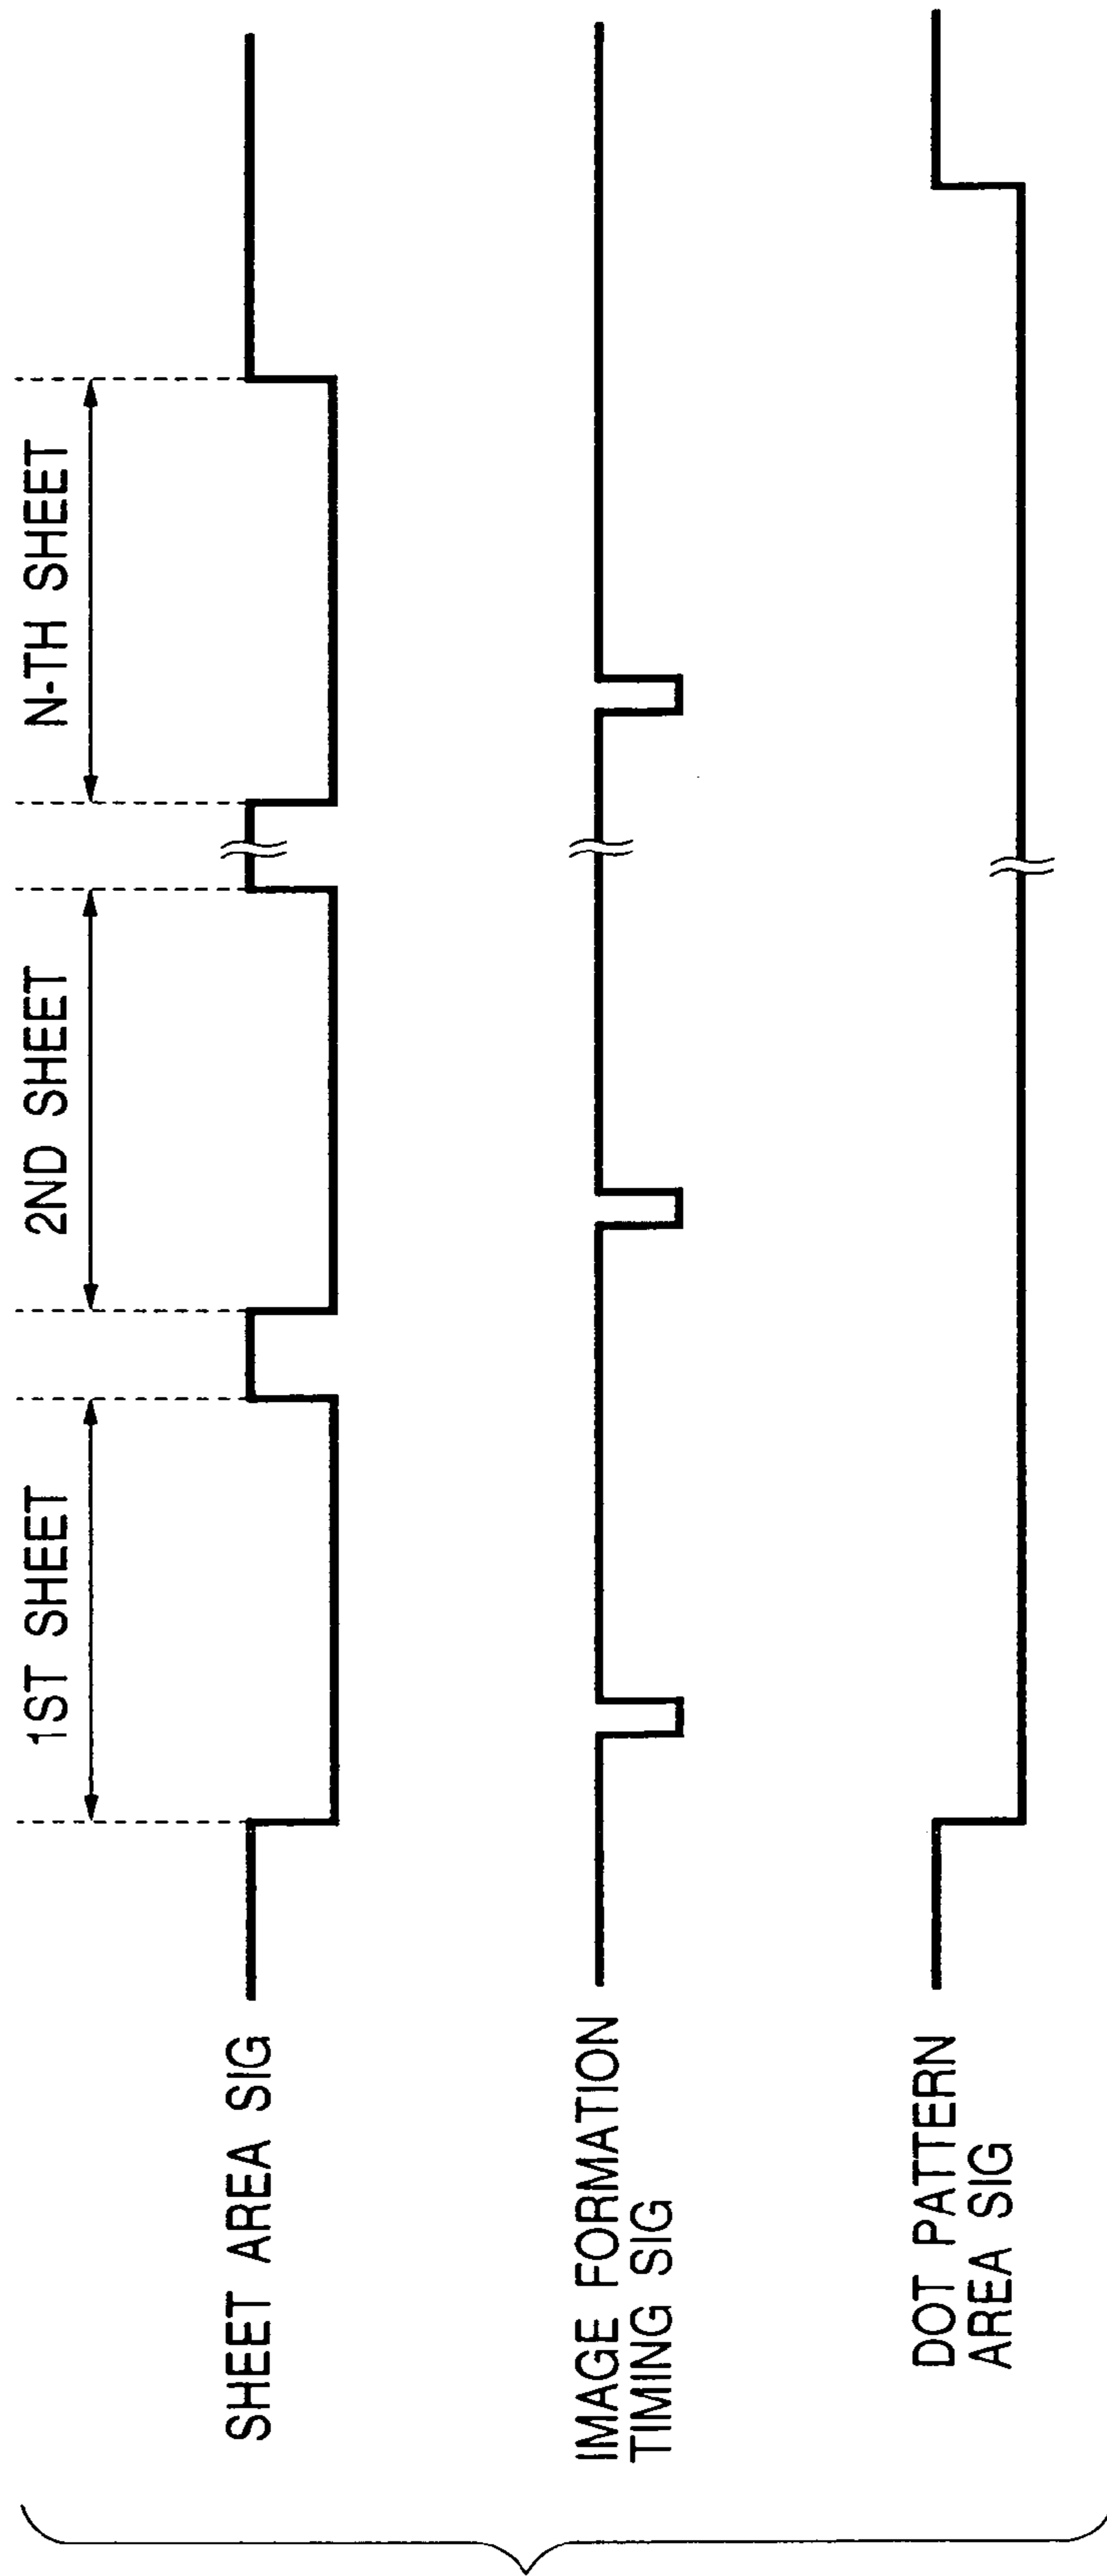 1ST SHEET
2ND SHEET
N-TH SHEET
SHEET AREA SIG
IMAGE FORMATION
TIMING SIG
DOT PATTERN
AREA SIG